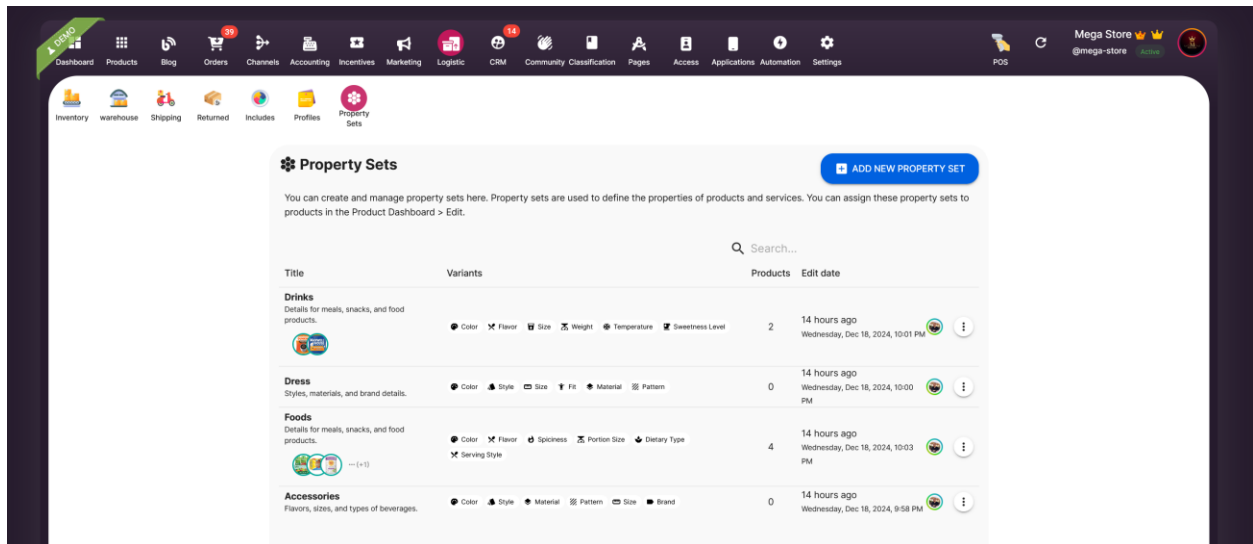 DEMO
39
14
Dashboard Products Blog Orders Channels Accounting Incentives Marketing Logistic CRM Community Classification Pages Access Applications Automation Settings
POS
Mega Store
@mega-store Active
Inventory warehouse Shipping Returned Includes Profiles Property
Sets
Property Sets
ADD NEW PROPERTY SET
You can create and manage property sets here. Property sets are used to define the properties of products and services. You can assign these property sets to
products in the Product Dashboard > Edit.
Search...
Title Variants Products Edit date
Drinks
Details for meals, snacks, and food
products.
Color Flavor Size Weight Temperature Sweetness Level
2
14 hours ago
Wednesday, Dec 18, 2024, 10:01 PM
Dress
Styles, materials, and brand details.
Color Style Size Fit Material Pattern
0
14 hours ago
Wednesday, Dec 18, 2024, 10:00
PM
Foods
Details for meals, snacks, and food
products.
··· (+1)
Color Flavor Spiciness Portion Size Dietary Type
Serving Style
4
14 hours ago
Wednesday, Dec 18, 2024, 10:03
PM
Accessories
Flavors, sizes, and types of beverages.
Color Style Material Pattern Size Brand
0
14 hours ago
Wednesday, Dec 18, 2024, 9:58 PM